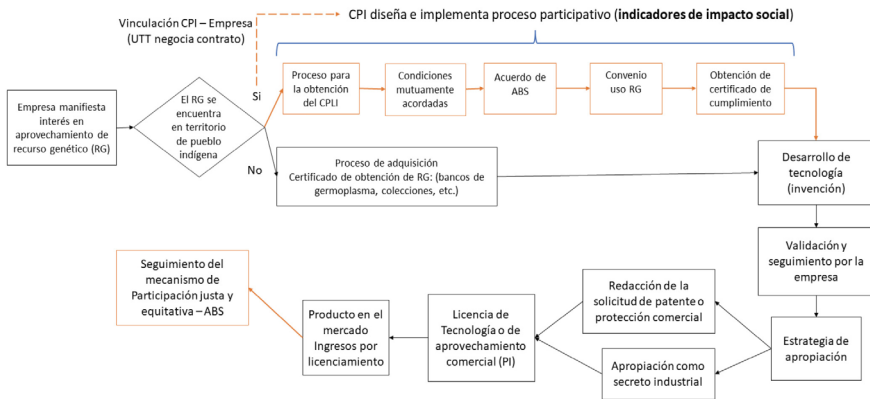 Vinculación CPI – Empresa
(UTT negocia contrato)
CPI diseña e implementa proceso participativo (indicadores de impacto social)
Empresa manifiesta
interés en
aprovechamiento de
recurso genético (RG)
El RG se
encuentra
en territorio
de pueblo
indígena
Si
No
Proceso para
la obtención
del CPLI
Condiciones
mutuamente
acordadas
Acuerdo de
ABS
Convenio
uso RG
Obtención de
certificado de
cumplimiento
Proceso de adquisición
Certificado de obtención de RG: (bancos de
germoplasma, colecciones, etc.)
Desarrollo de
tecnología
(invención)
Validación y
seguimiento por la
empresa
Estrategia de
apropiación
Redacción de la
solicitud de patente o
protección comercial
Apropiación como
secreto industrial
Licencia de
Tecnología o de
aprovechamiento
comercial (PI)
Producto en el
mercado
Ingresos por
licenciamiento
Seguimiento del
mecanismo de
Participación justa y
equitativa – ABS